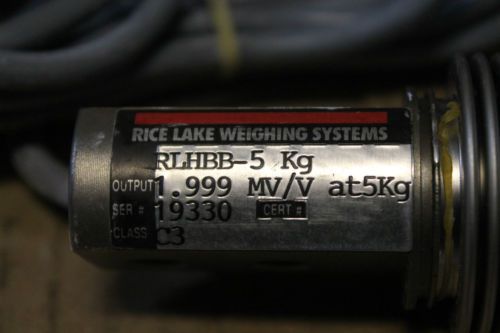 RICE LAKE WEIGHING SYSTEMS
RLHBB-5 Kg
OUTPUT 1.999 MV/V at5Kg
SER # 19330 CERT #
CLASS C3